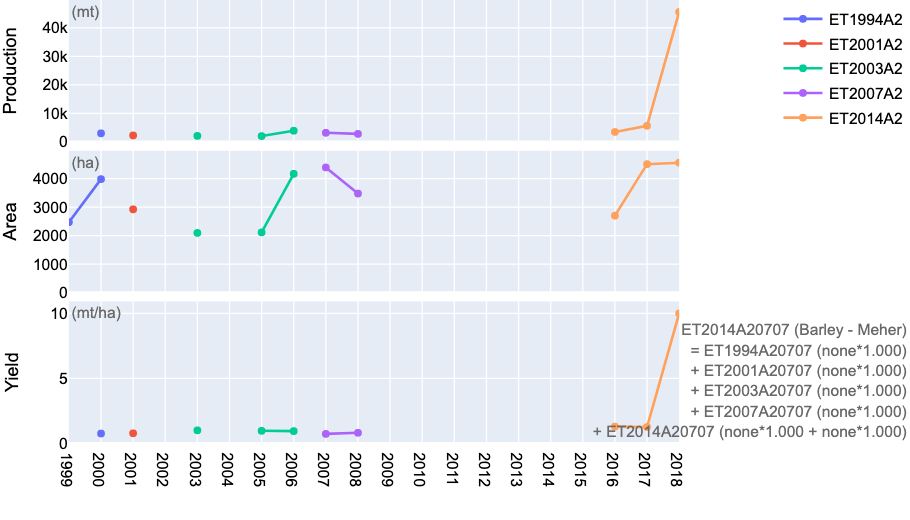 (mt)
40k
30k
20k
10k
0
Production
(ha)
4000
3000
2000
1000
0
Area
(mt/ha)
10
5
0
Yield
1999
2000
2001
2002
2003
2004
2005
2006
2007
2008
2009
2010
2011
2012
2013
2014
2015
2016
2017
2018
ET1994A2
ET2001A2
ET2003A2
ET2007A2
ET2014A2
ET2014A20707 (Barley - Meher)
= ET1994A20707 (none*1.000)
+ ET2001A20707 (none*1.000)
+ ET2003A20707 (none*1.000)
+ ET2007A20707 (none*1.000)
+ ET2014A20707 (none*1.000 + none*1.000)